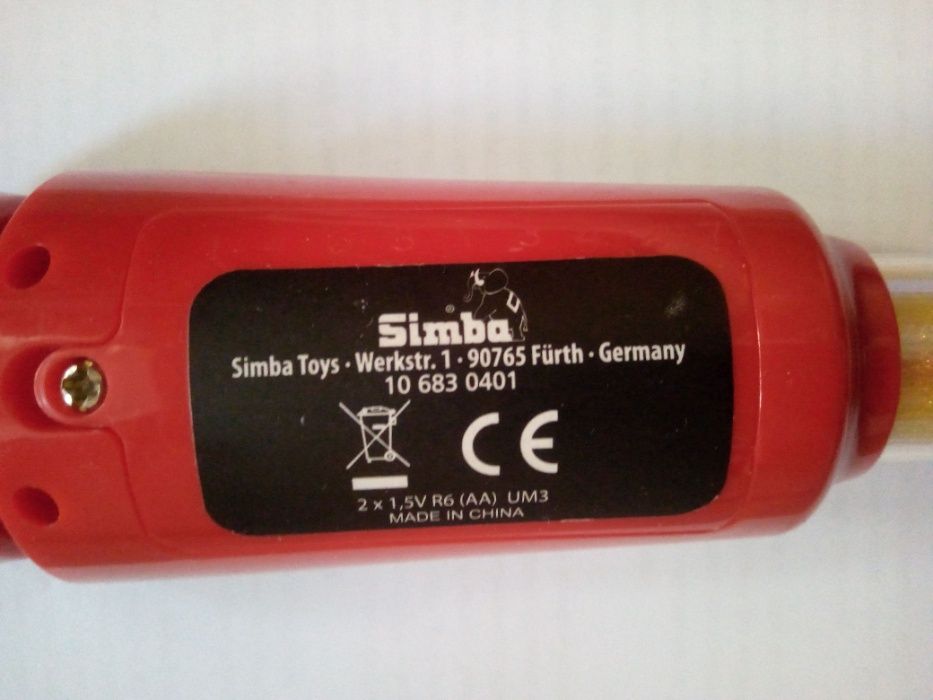 Simba®
Simba Toys · Werkstr. 1 · 90765 Fürth · Germany
10 683 0401
CE
2 x 1,5V R6 (AA) UM3
MADE IN CHINA